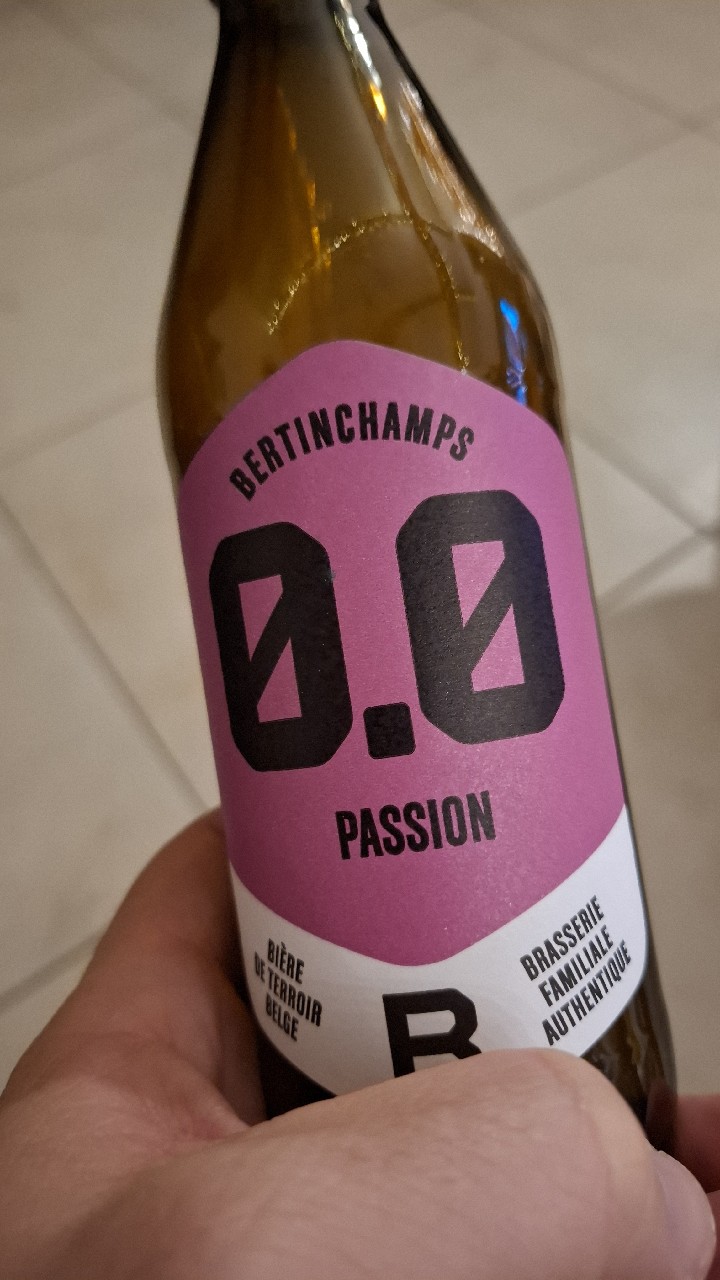 BERTINCHAMPS
0.0
PASSION
BIÈRE
DE TERROIR
BELGE
BRASSERIE
FAMILIALE
AUTHENTIQUE
B